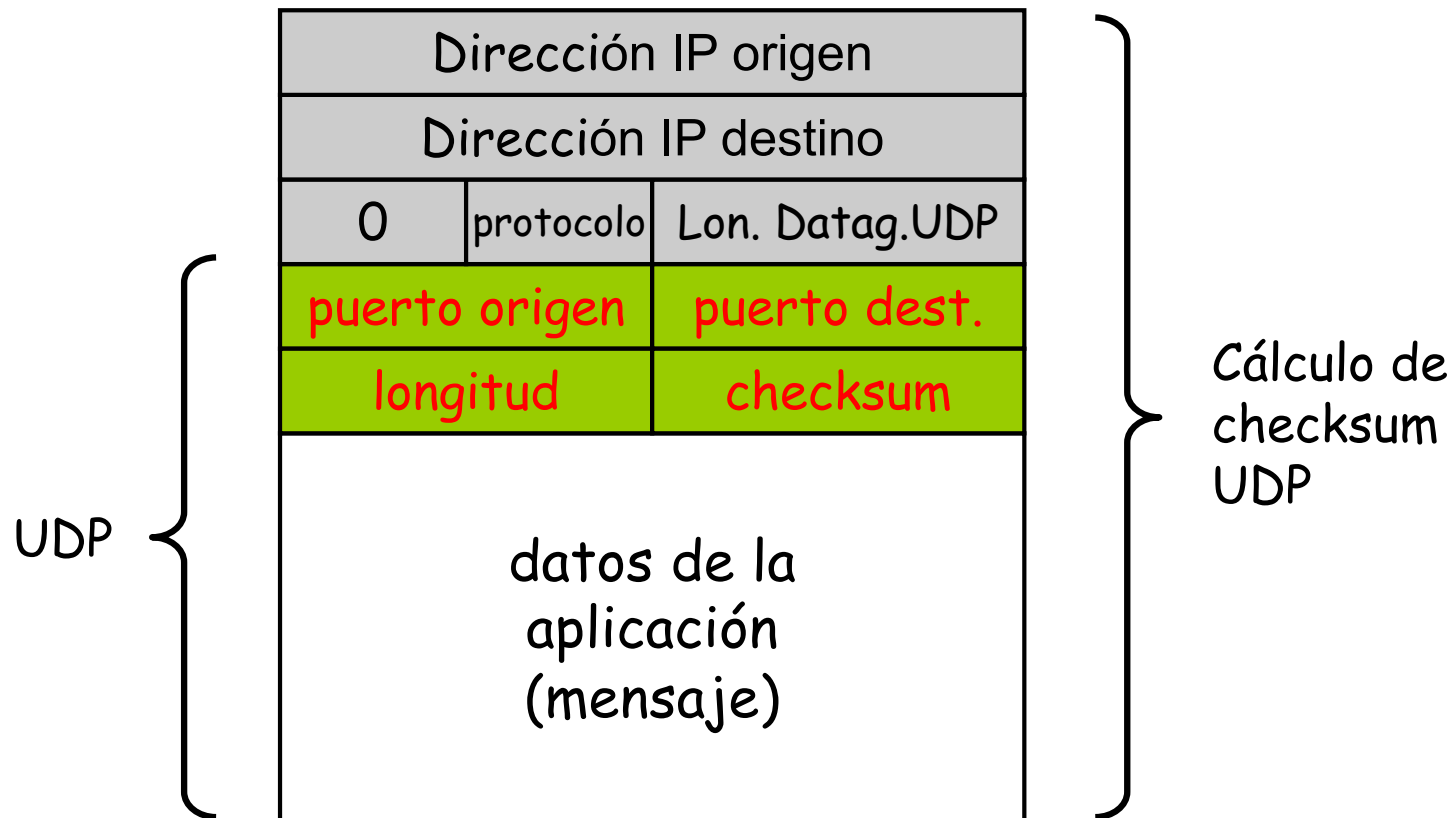 Dirección IP origen
Dirección IP destino
0 protocolo Lon. Datag.UDP
puerto origen puerto dest.
longitud checksum
datos de la
aplicación
(mensaje)
UDP
Cálculo de
checksum
UDP